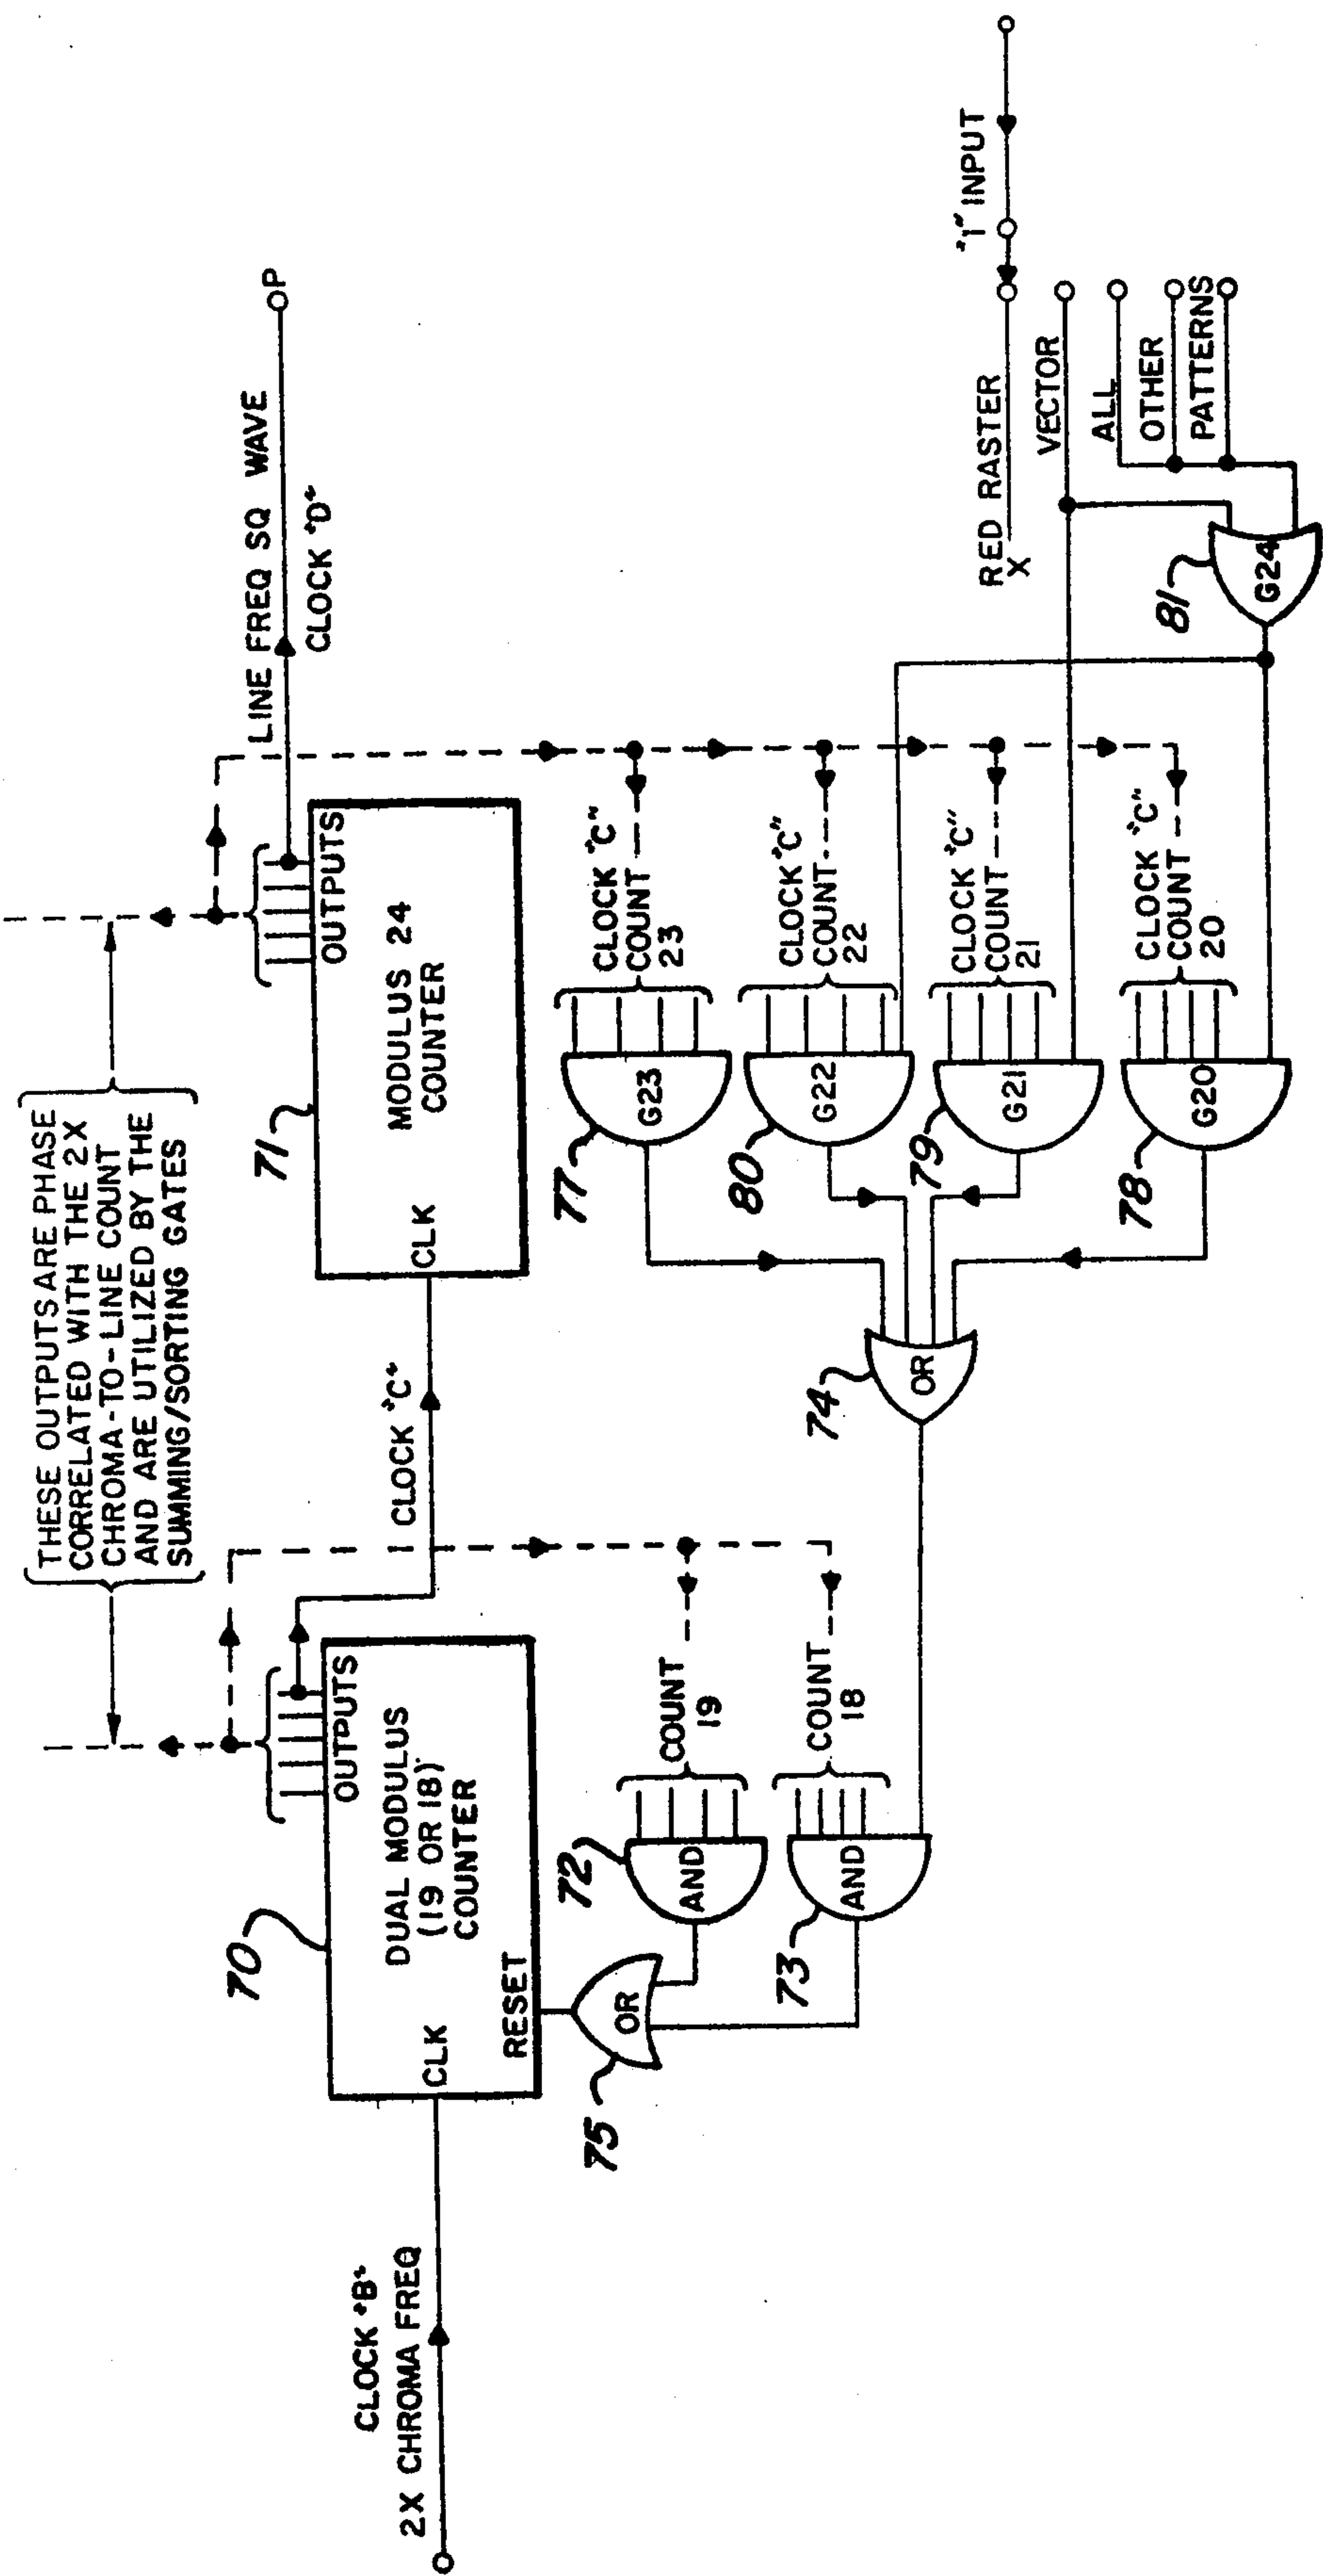 THESE OUTPUTS ARE PHASE
CORRELATED WITH THE 2X
CHROMA-TO-LINE COUNT
AND ARE UTILIZED BY THE
SUMMING/SORTING GATES
CLOCK "B"
2X CHROMA FREQ
70
OUTPUTS
DUAL MODULUS
(19 OR 18)
COUNTER
CLK
RESET
CLOCK "C"
71
OUTPUTS
MODULUS 24
COUNTER
CLK
LINE FREQ SQ WAVE
P
CLOCK "D"
75
OR
72
AND
COUNT
19
73
AND
COUNT
18
74
OR
77
G23
CLOCK "C"
COUNT
23
80
G22
CLOCK "C"
COUNT
22
79
G21
CLOCK "C"
COUNT
21
78
G20
CLOCK "C"
COUNT
20
81
G24
RED RASTER
X
"1" INPUT
VECTOR
ALL
OTHER
PATTERNS